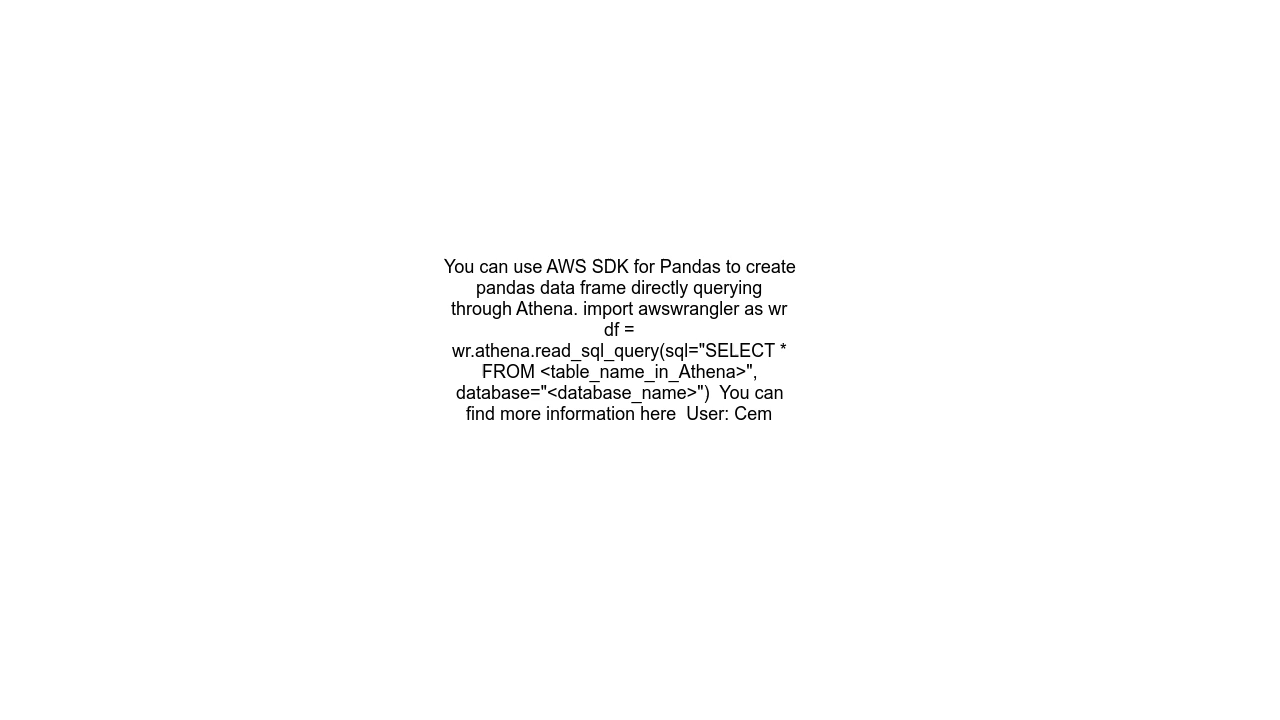 You can use AWS SDK for Pandas to create
pandas data frame directly querying
through Athena. import awswrangler as wr
df =
wr.athena.read_sql_query(sql="SELECT *
FROM <table_name_in_Athena>",
database="<database_name>")  You can
find more information here  User: Cem